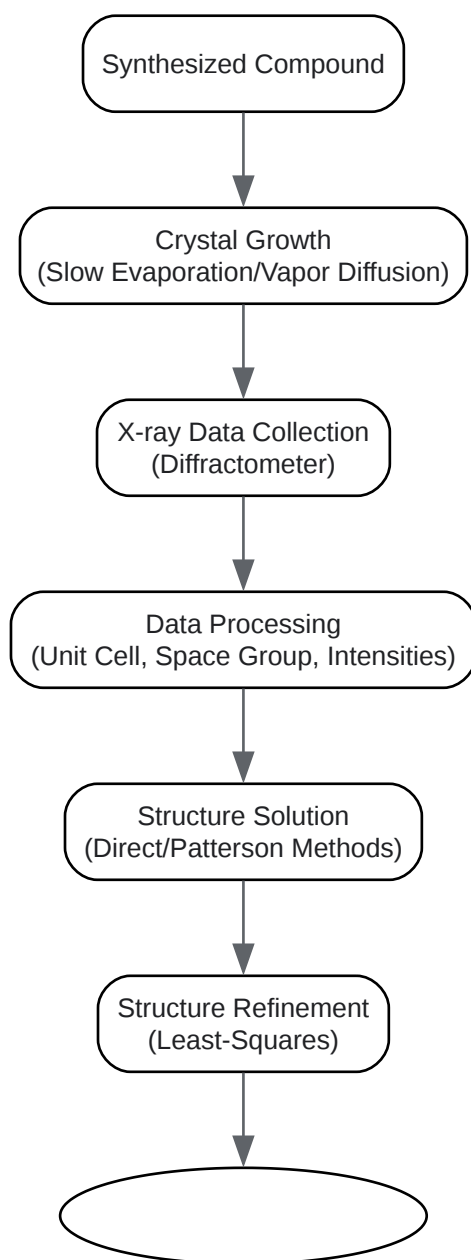 Synthesized Compound
Crystal Growth
(Slow Evaporation/Vapor Diffusion)
X-ray Data Collection
(Diffractometer)
Data Processing
(Unit Cell, Space Group, Intensities)
Structure Solution
(Direct/Patterson Methods)
Structure Refinement
(Least-Squares)